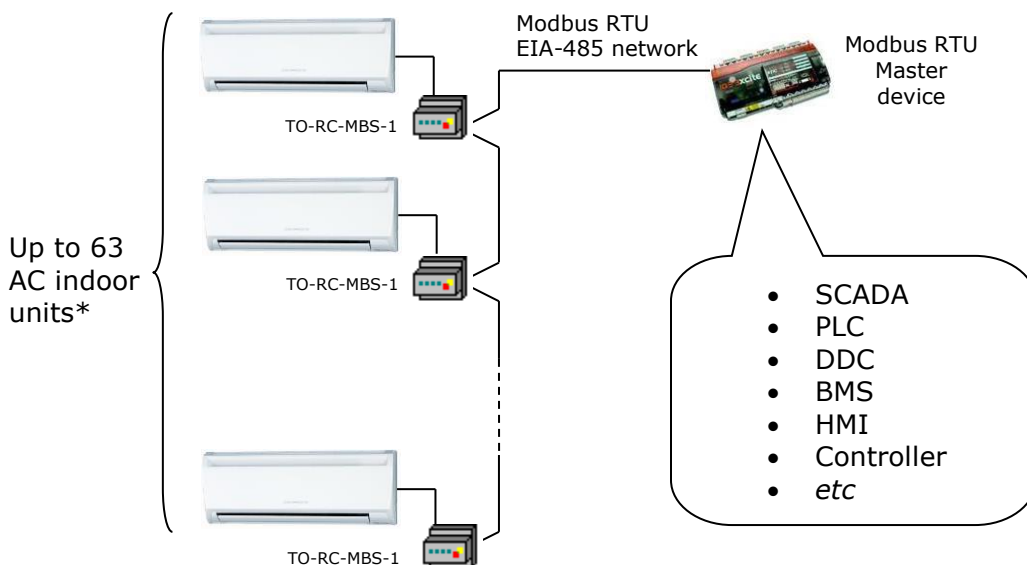 Modbus RTU
EIA-485 network
Modbus RTU
Master
device
TO-RC-MBS-1
TO-RC-MBS-1
Up to 63
AC indoor
units*
• SCADA
• PLC
• DDC
• BMS
• HMI
• Controller
• etc
TO-RC-MBS-1